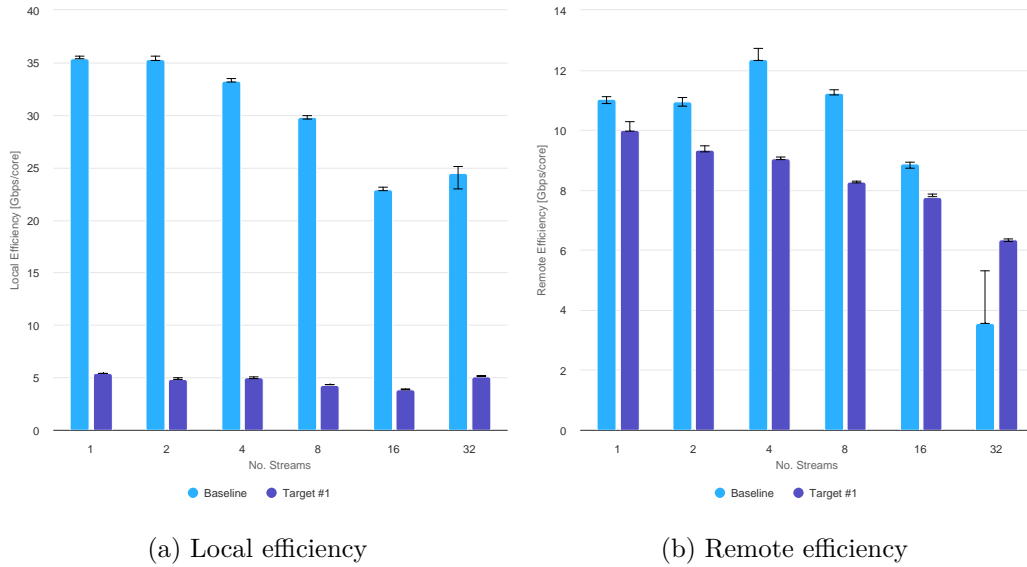 40
35
30
25
20
15
10
5
0
Local Efficiency [Gbps/core]
1 2 4 8 16 32
No. Streams
Baseline Target #1
(a) Local efficiency
14
12
10
8
6
4
2
0
Remote Efficiency [Gbps/core]
1 2 4 8 16 32
No. Streams
Baseline Target #1
(b) Remote efficiency